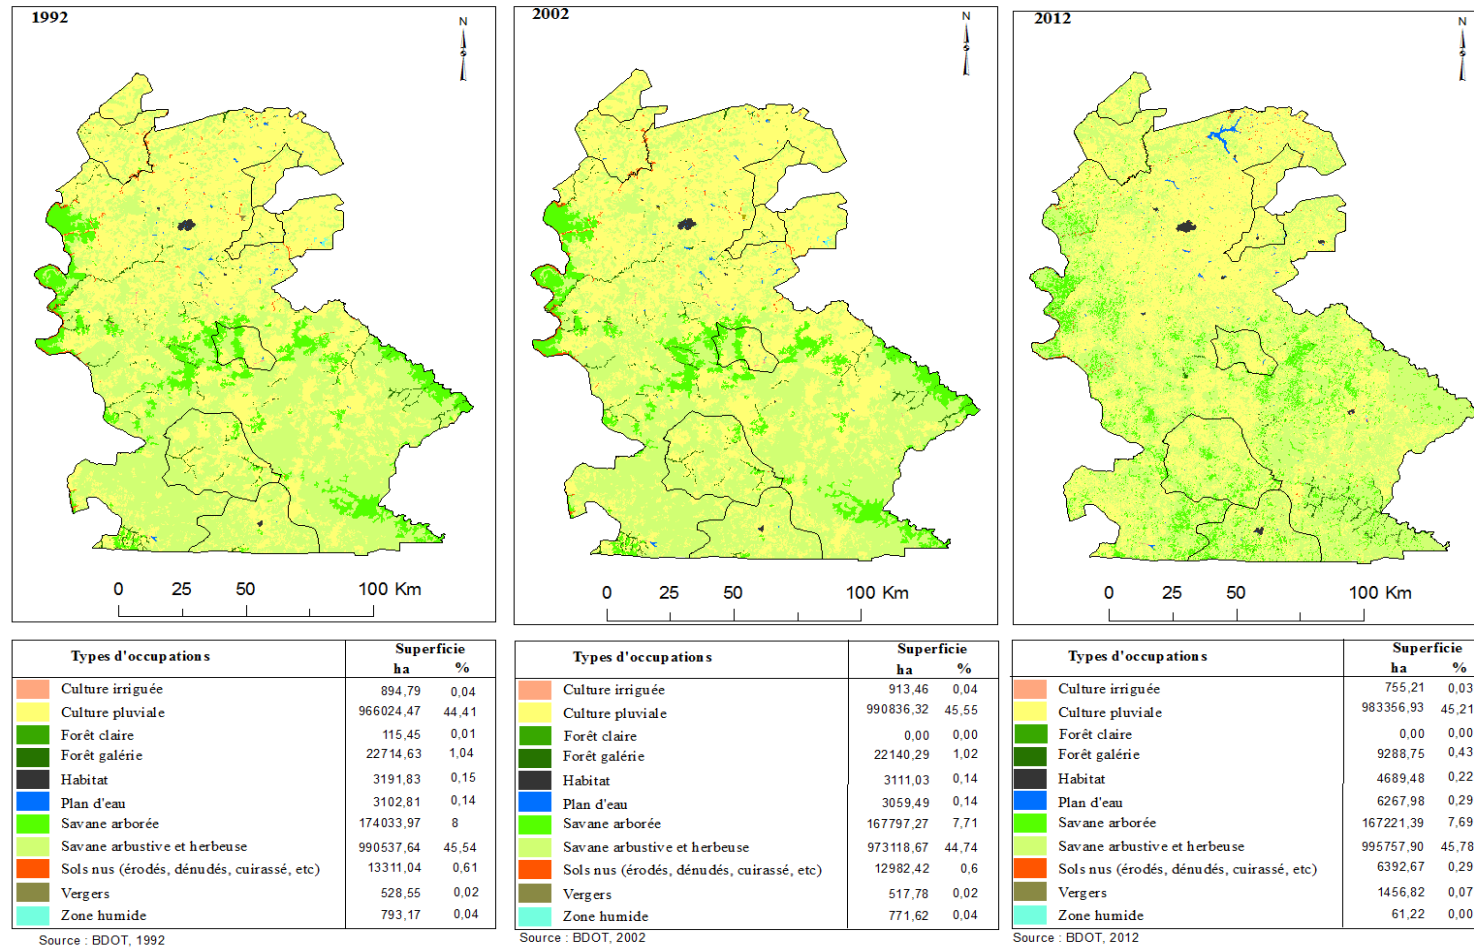 1992
N
0 25 50 100 Km
Types d'occupations Superficie
ha %
Culture irriguée 894,79 0,04
Culture pluviale 966024,47 44,41
Forêt claire 115,45 0,01
Forêt galérie 22714,63 1,04
Habitat 3191,83 0,15
Plan d'eau 3102,81 0,14
Savane arborée 174033,97 8
Savane arbustive et herbeuse 990537,64 45,54
Sols nus (érodés, dénudés, cuirassé, etc) 13311,04 0,61
Vergers 528,55 0,02
Zone humide 793,17 0,04
Source : BDOT, 1992
2002
N
0 25 50 100 Km
Types d'occupations Superficie
ha %
Culture irriguée 913,46 0,04
Culture pluviale 990836,32 45,55
Forêt claire 0,00 0,00
Forêt galérie 22140,29 1,02
Habitat 3111,03 0,14
Plan d'eau 3059,49 0,14
Savane arborée 167797,27 7,71
Savane arbustive et herbeuse 973118,67 44,74
Sols nus (érodés, dénudés, cuirassé, etc) 12982,42 0,6
Vergers 517,78 0,02
Zone humide 771,62 0,04
Source : BDOT, 2002
2012
N
0 25 50 100 Km
Types d'occupations Superficie
ha %
Culture irriguée 755,21 0,03
Culture pluviale 983356,93 45,21
Forêt claire 0,00 0,00
Forêt galérie 9288,75 0,43
Habitat 4689,48 0,22
Plan d'eau 6267,98 0,29
Savane arborée 167221,39 7,69
Savane arbustive et herbeuse 995757,90 45,78
Sols nus (érodés, dénudés, cuirassé, etc) 6392,67 0,29
Vergers 1456,82 0,07
Zone humide 61,22 0,00
Source : BDOT, 2012